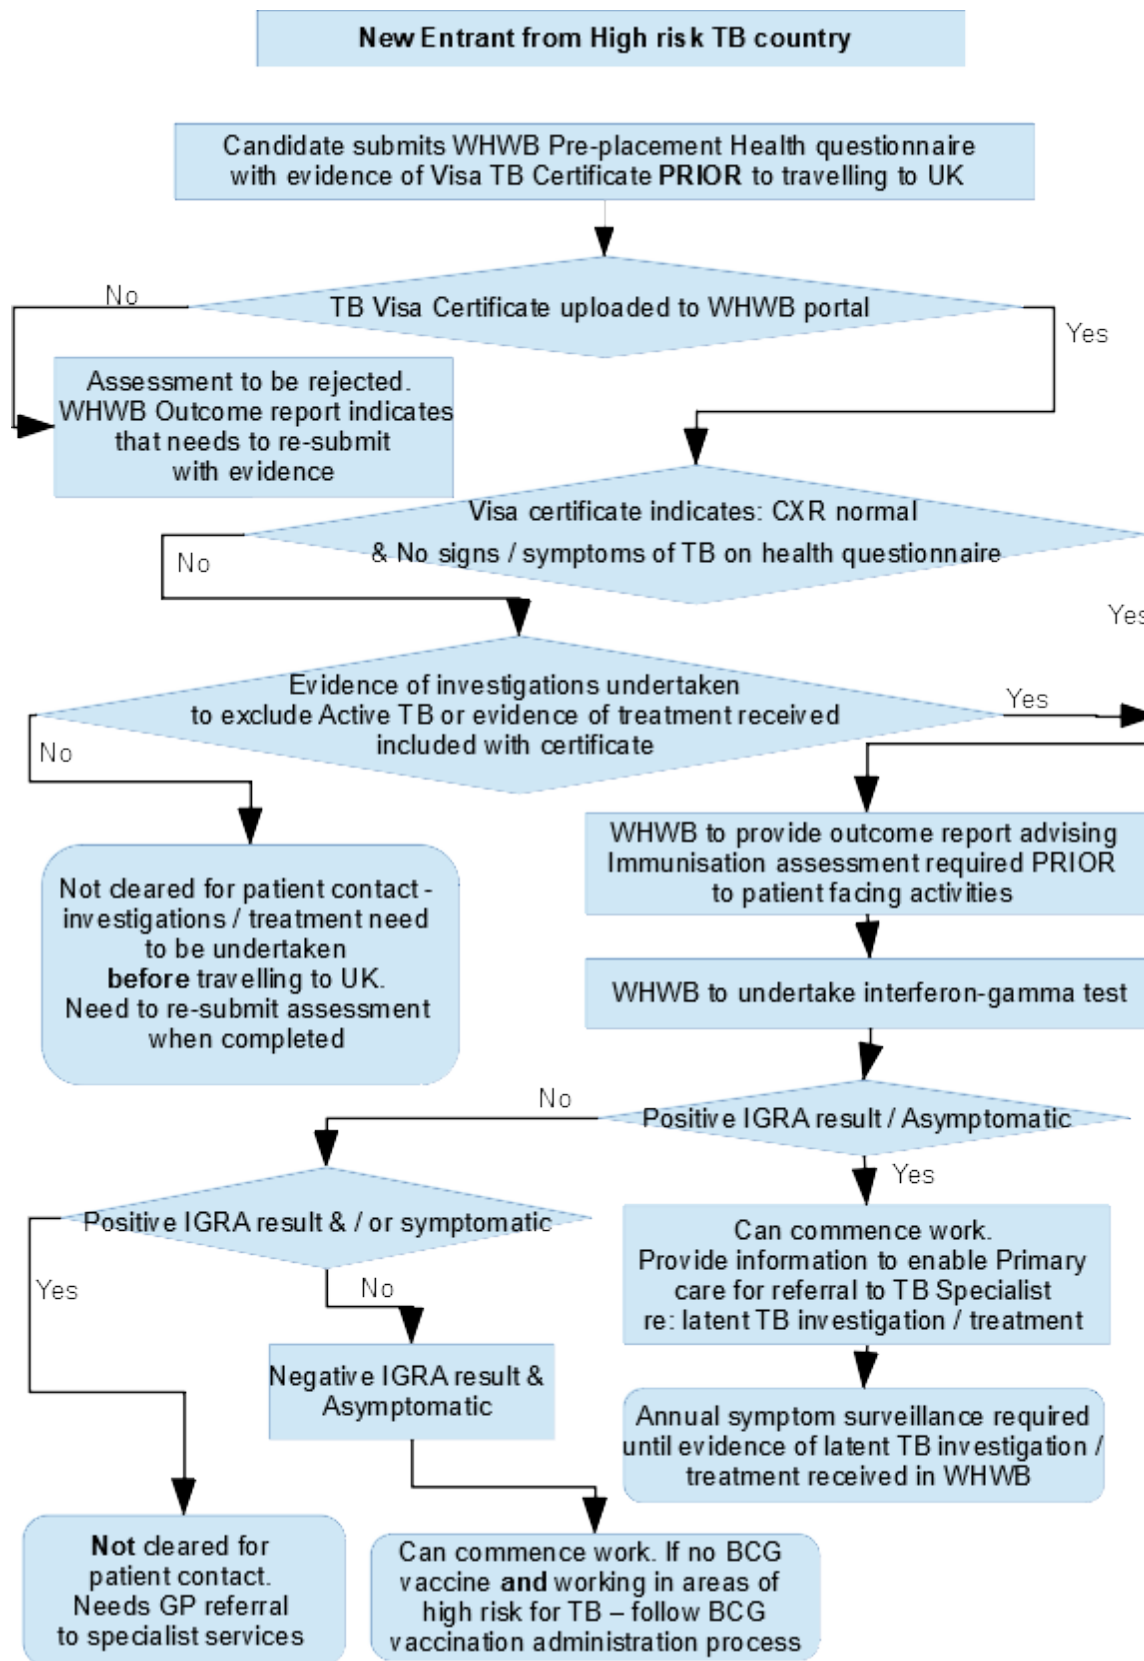 New Entrant from High risk TB country
Candidate submits WHWB Pre-placement Health questionnaire
with evidence of Visa TB Certificate PRIOR to travelling to UK
No
TB Visa Certificate uploaded to WHWB portal
Yes
Assessment to be rejected.
WHWB Outcome report indicates
that needs to re-submit
with evidence
Visa certificate indicates: CXR normal
& No signs / symptoms of TB on health questionnaire
No
Yes
Evidence of investigations undertaken
to exclude Active TB or evidence of treatment received
included with certificate
Yes
No
WHWB to provide outcome report advising
Immunisation assessment required PRIOR
to patient facing activities
Not cleared for patient contact -
investigations / treatment need
to be undertaken
before travelling to UK.
Need to re-submit assessment
when completed
WHWB to undertake interferon-gamma test
No
Positive IGRA result / Asymptomatic
Yes
Positive IGRA result & / or symptomatic
Yes
No
Can commence work.
Provide information to enable Primary
care for referral to TB Specialist
re: latent TB investigation / treatment
Negative IGRA result &
Asymptomatic
Annual symptom surveillance required
until evidence of latent TB investigation /
treatment received in WHWB
Not cleared for
patient contact.
Needs GP referral
to specialist services
Can commence work. If no BCG
vaccine and working in areas of
high risk for TB – follow BCG
vaccination administration process